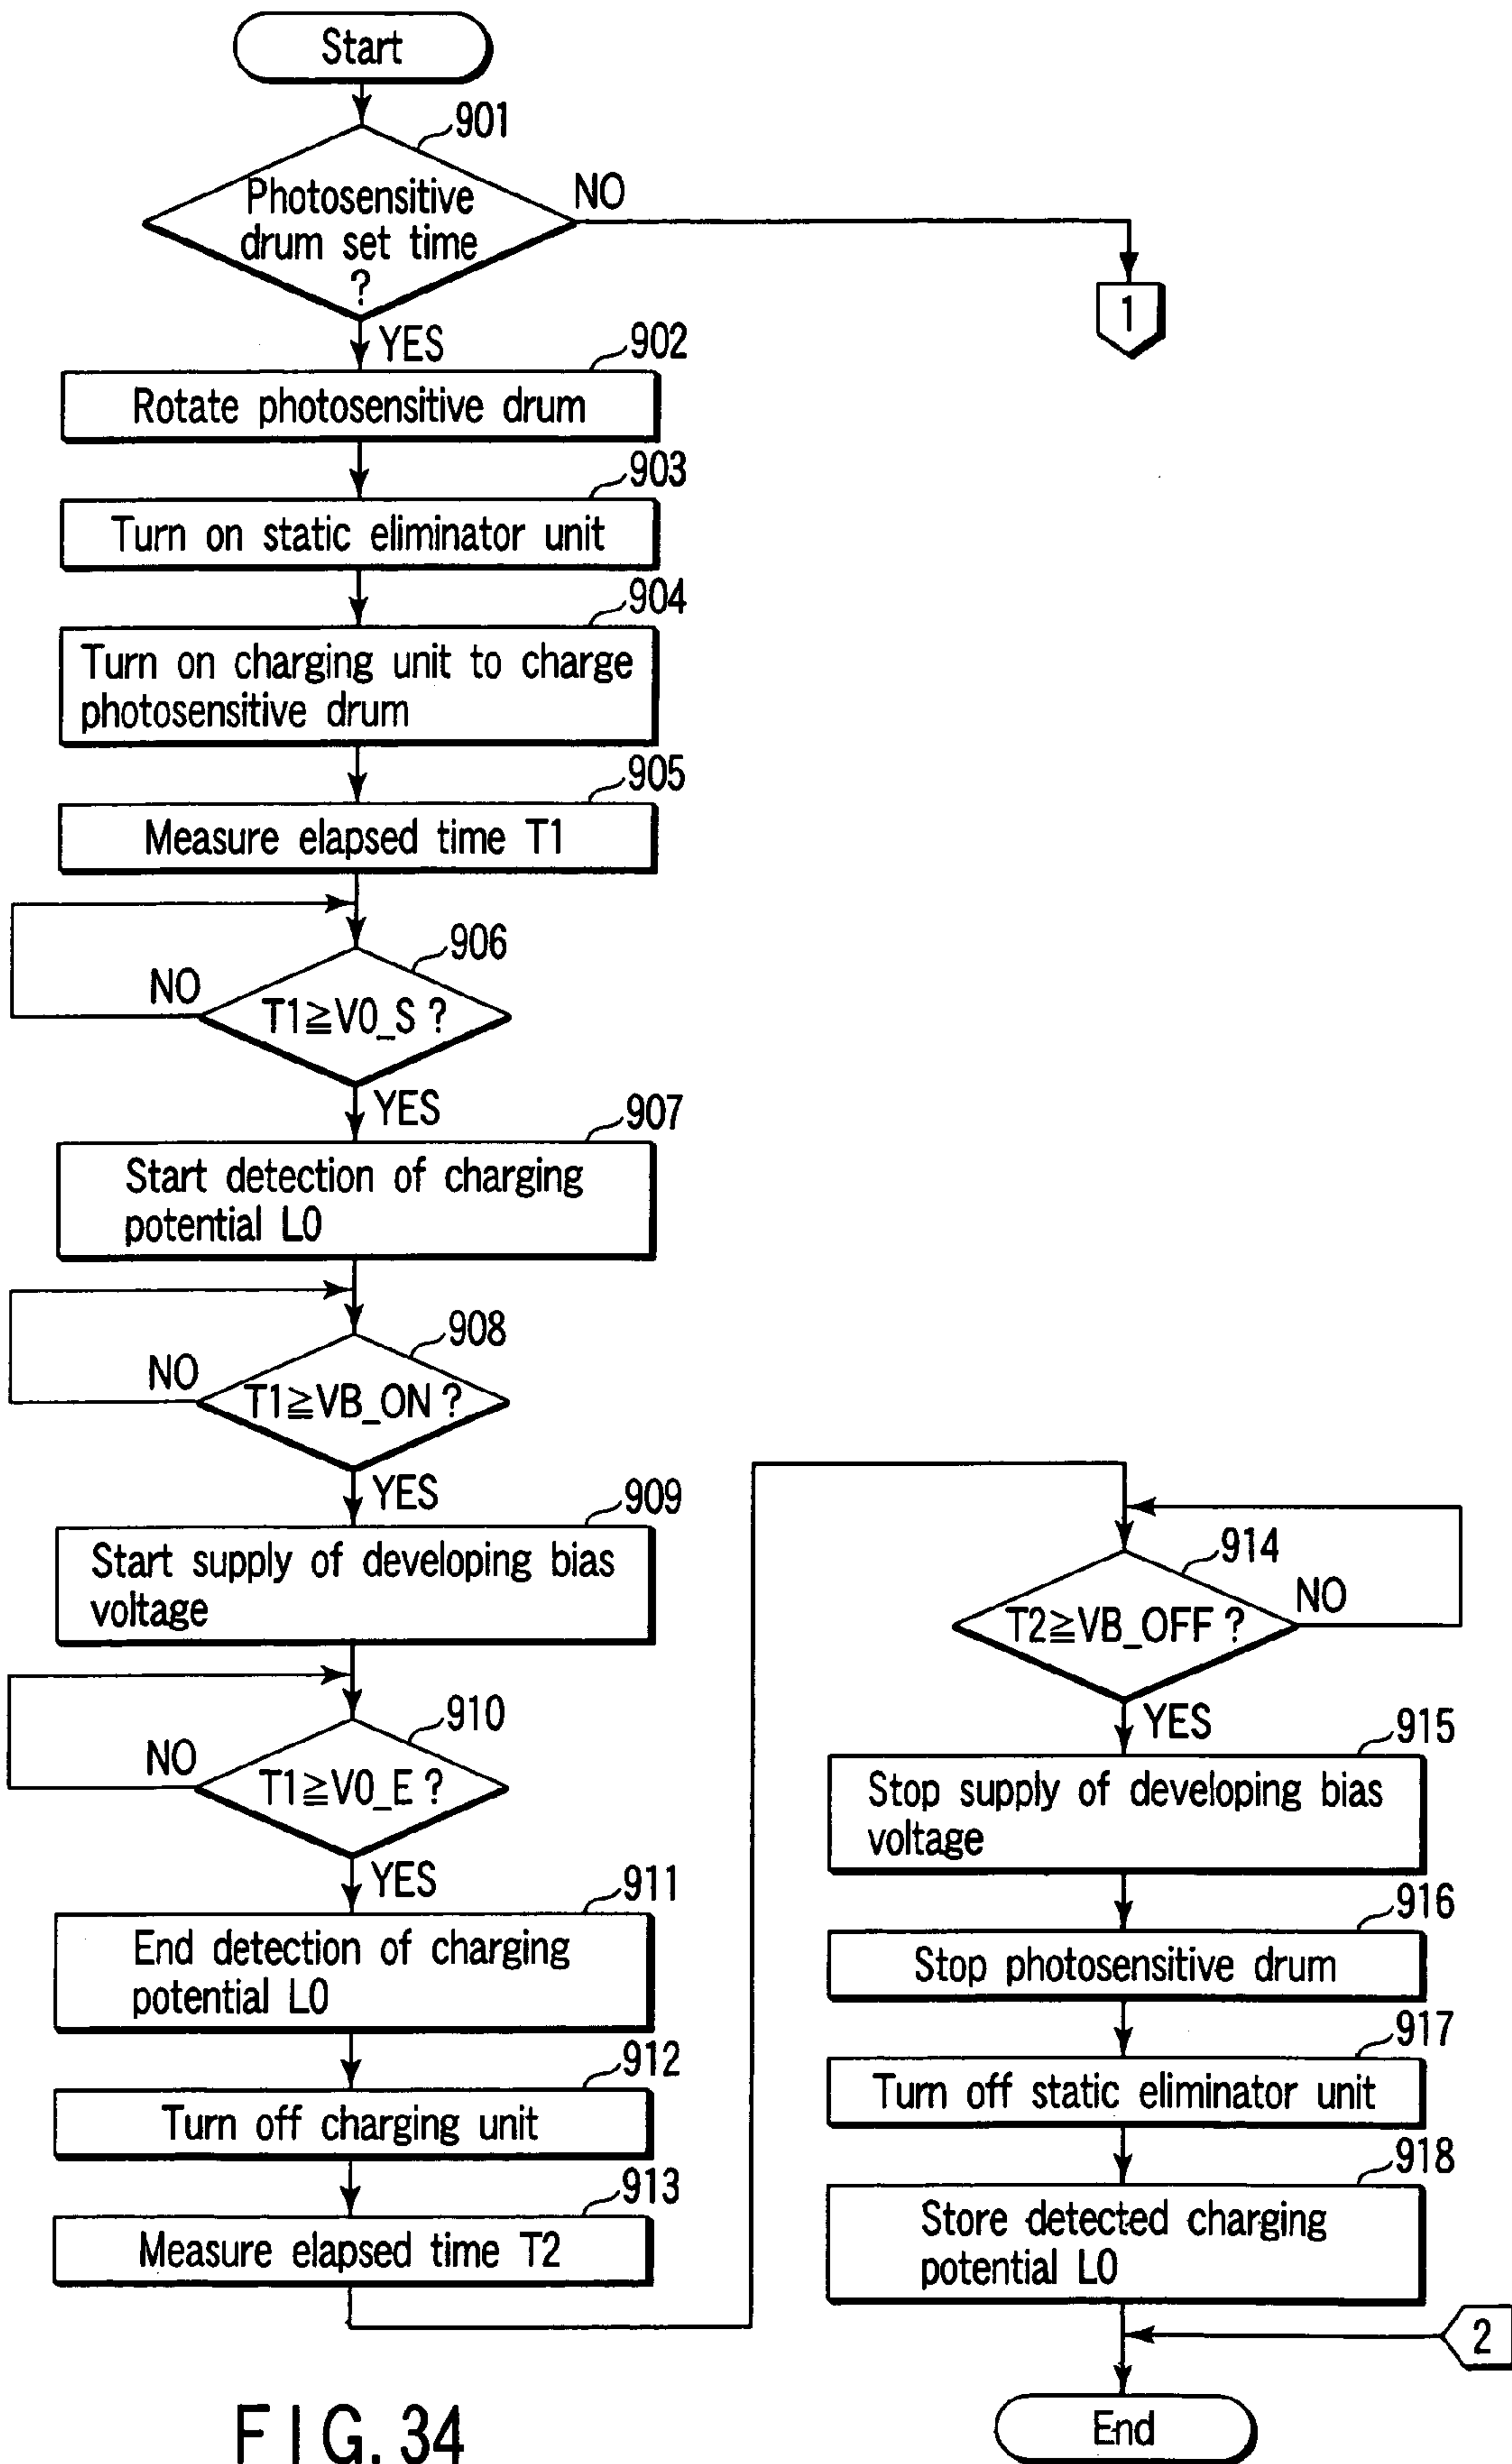 Start
901
Photosensitive
drum set time
?
NO
1
YES
902
Rotate photosensitive drum
903
Turn on static eliminator unit
904
Turn on charging unit to charge
photosensitive drum
905
Measure elapsed time T1
906
NO
T1≧V0_S ?
YES
907
Start detection of charging
potential L0
908
NO
T1≧VB_ON ?
YES
909
Start supply of developing bias
voltage
910
NO
T1≧V0_E ?
YES
911
End detection of charging
potential L0
912
Turn off charging unit
913
Measure elapsed time T2
914
T2≧VB_OFF ?
NO
YES
915
Stop supply of developing bias
voltage
916
Stop photosensitive drum
917
Turn off static eliminator unit
918
Store detected charging
potential L0
2
End
FIG. 34